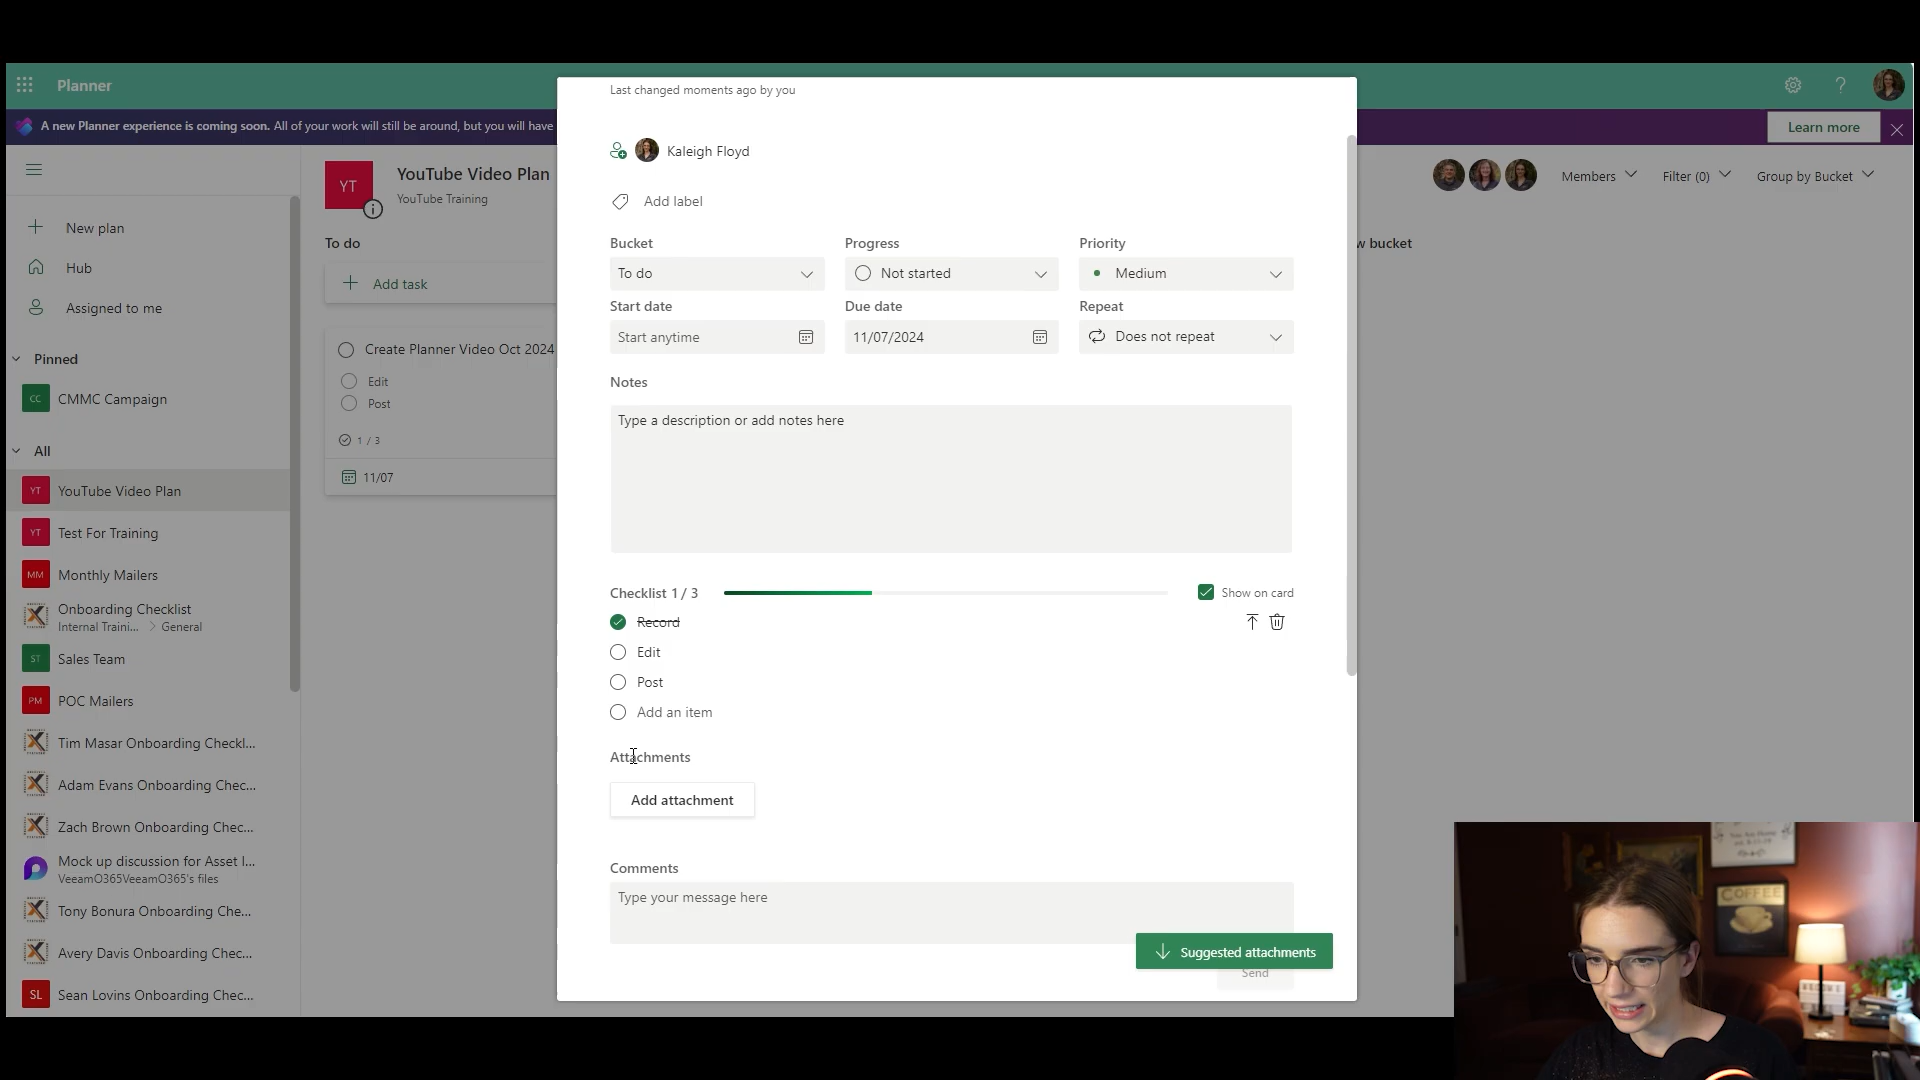 Planner
A new Planner experience is coming soon. All of your work will still be around, but you will have
Learn more
New plan
Hub
Assigned to me
Pinned
CC
CMMC Campaign
All
YT
YouTube Video Plan
YT
Test For Training
MM
Monthly Mailers
Onboarding Checklist
Internal Traini... > General
ST
Sales Team
PM
POC Mailers
Tim Masar Onboarding Checkl...
Adam Evans Onboarding Chec...
Zach Brown Onboarding Chec...
Mock up discussion for Asset I...
VeeamO365VeeamO365's files
Tony Bonura Onboarding Che...
Avery Davis Onboarding Chec...
SL
Sean Lovins Onboarding Chec...
YT
YouTube Video Plan
YouTube Training
To do
Add task
Create Planner Video Oct 2024
Edit
Post
1 / 3
11/07
Members
Filter (0)
Group by Bucket
w bucket
Last changed moments ago by you
Kaleigh Floyd
Add label
Bucket
Progress
Priority
To do
Not started
Medium
Start date
Due date
Repeat
Start anytime
11/07/2024
Does not repeat
Notes
Type a description or add notes here
Checklist 1 / 3
Show on card
Record
Edit
Post
Add an item
Attachments
Add attachment
Comments
Type your message here
Suggested attachments
Send
COFFEE